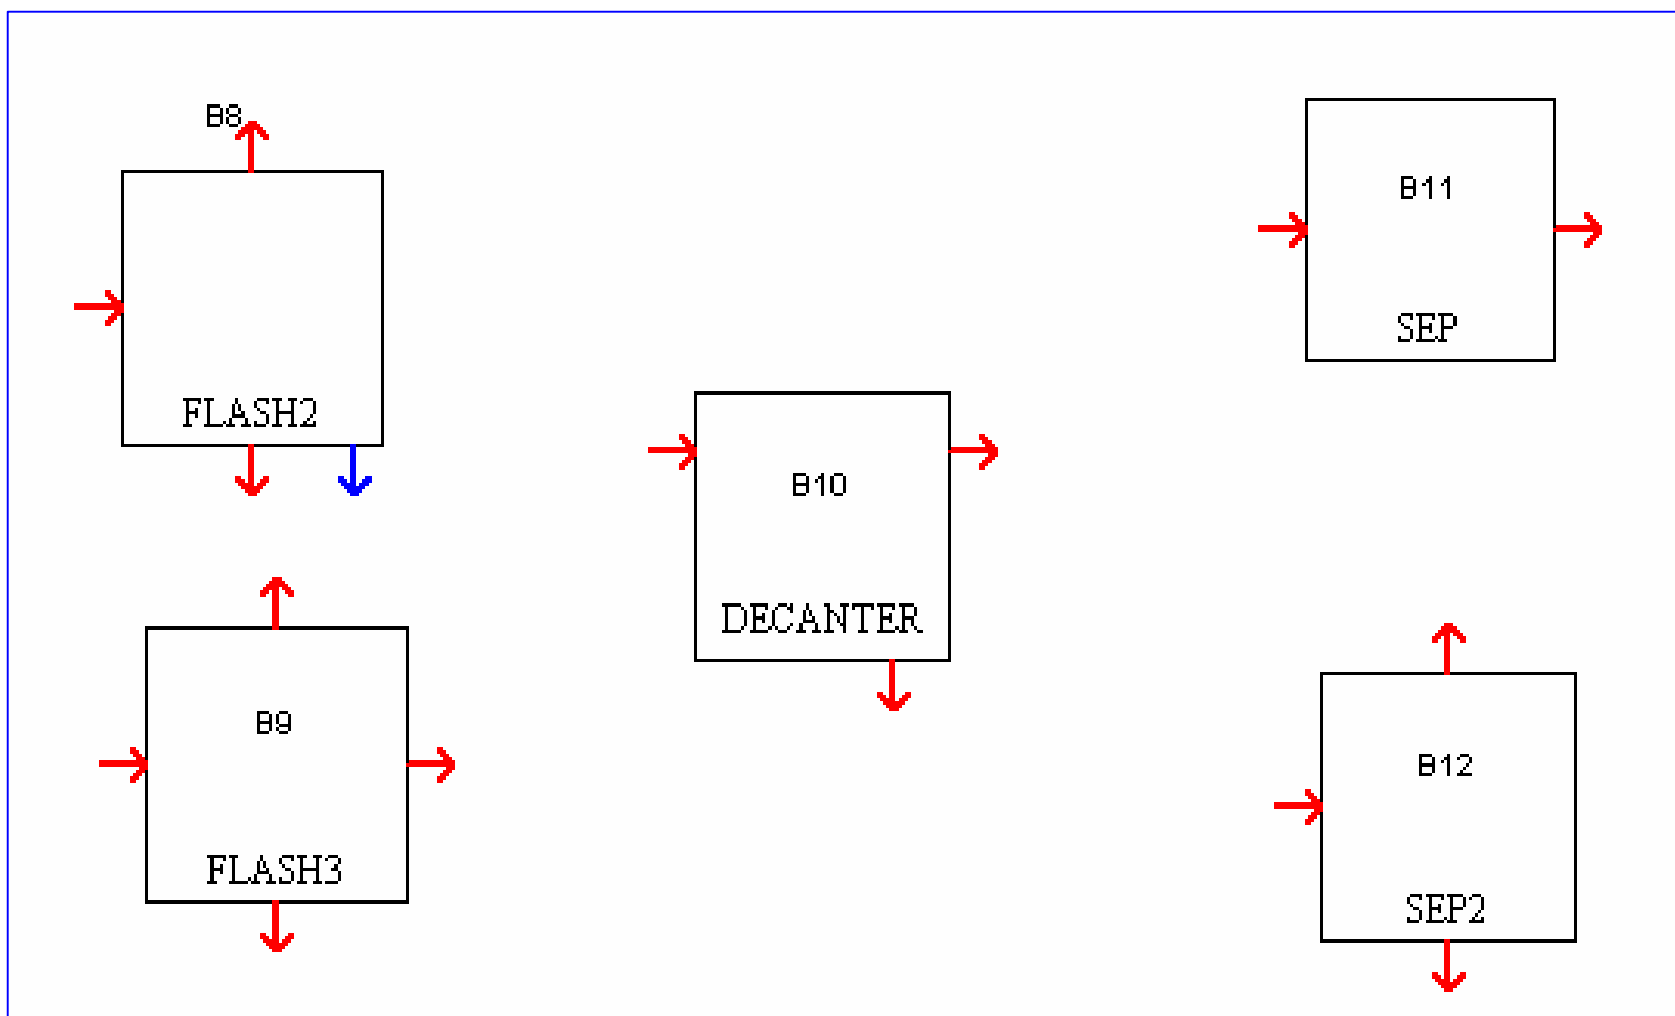 B8
FLASH2
B9
FLASH3
B10
DECANTER
B11
SEP
B12
SEP2